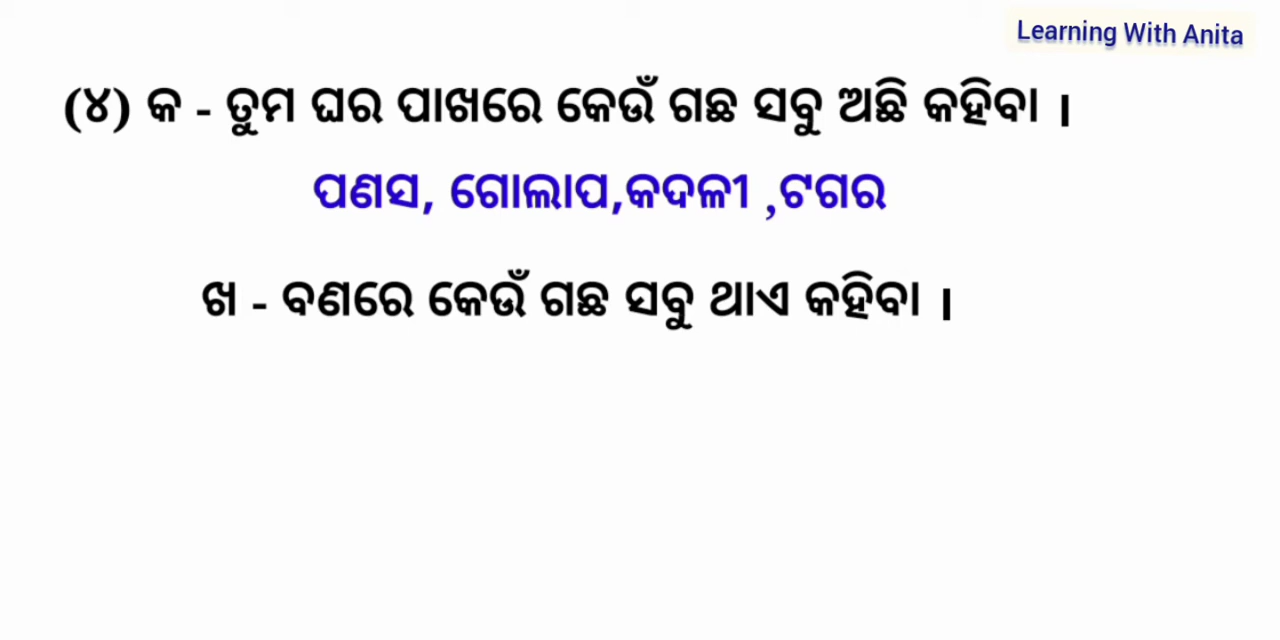 Learning With Anita
(୪) କ - ତୁମ ଘର ପାଖରେ କେଉଁ ଗଛ ସବୁ ଅଛି କହିବା ।
ପଣସ, ଗୋଲାପ,କଦଳୀ ,ଟଗର
ଖ - ବଣରେ କେଉଁ ଗଛ ସବୁ ଥାଏ କହିବା ।